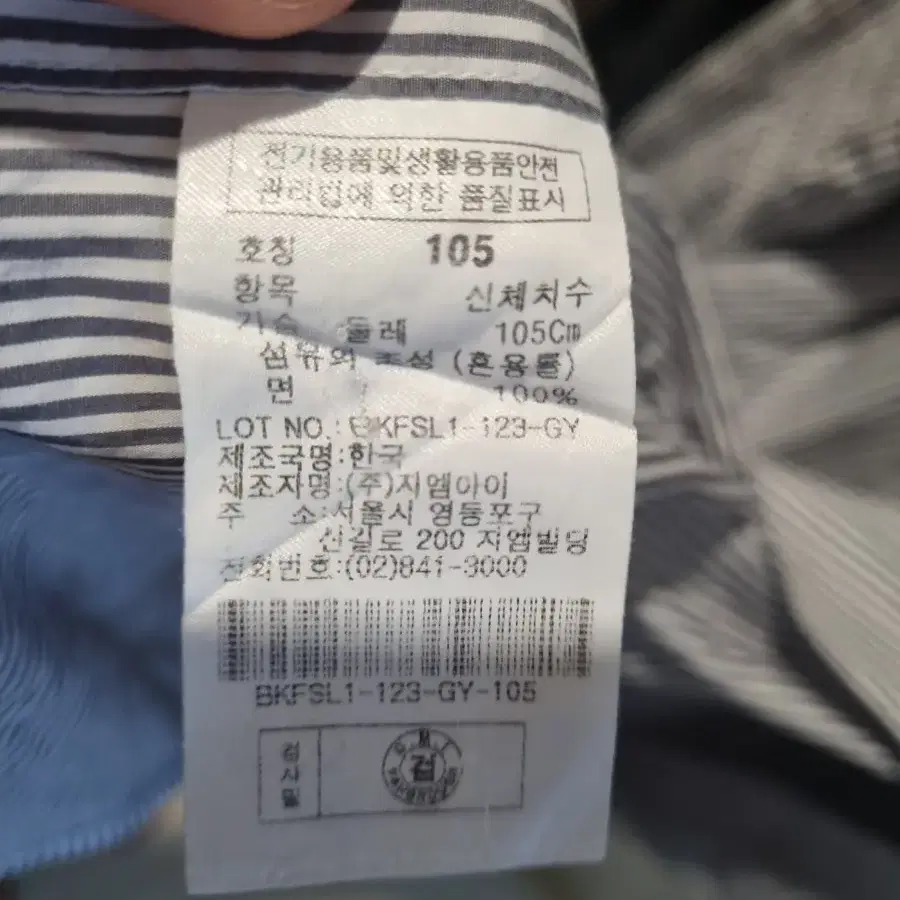 전기용품및생활용품안전
관리법에 의한 품질표시
호칭 105
항목 신체치수
가슴 둘레 105Cm
섬유의 조성 (혼용률)
면 100%
LOT NO.: BKFSL1-123-GY
제조국명:한국
제조자명:(주)지엠아이
주 소:서울시 영등포구
신길로 200 지엠빌딩
전화번호:(02)841-3000
BKFSL1-123-GY-105
검사필
G.M.I
검